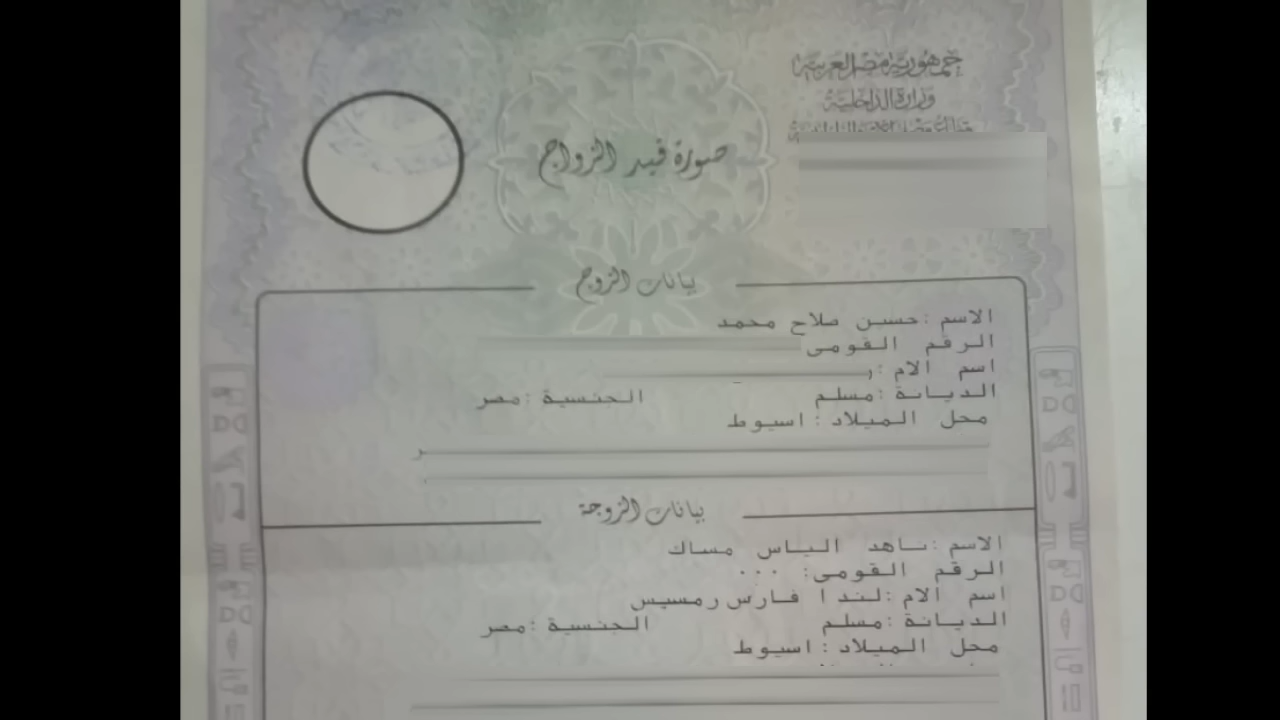 جمهورية مصر العربية
وزارة الداخلية
صورة قيد الزواج
بيانات الزوج
الاسم :حسن صلاح محمد
الرقم القومى
اسم الام :
الديانة :مسلم الجنسية :مصر
محل الميلاد :اسيوط
بيانات الزوجة
الاسم :ناهد الياس مساك
الرقم القومى: ...
اسم الام :لندا فارس رمسيس
الديانة :مسلم الجنسية :مصر
محل الميلاد :اسيوط